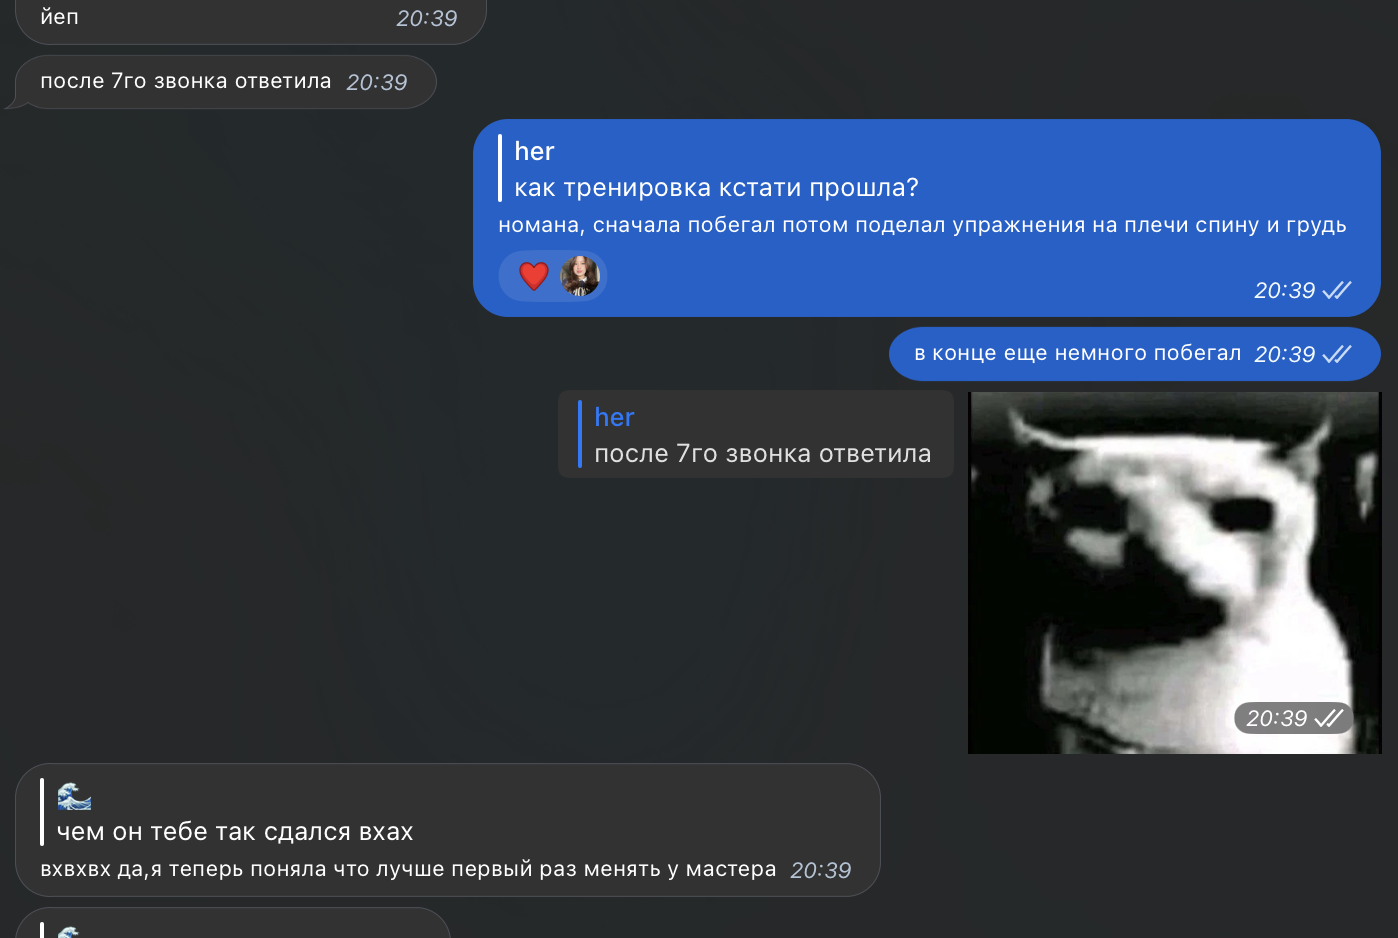 йеп 20:39
после 7го звонка ответила 20:39
her
как тренировка кстати прошла?
номана, сначала побегал потом поделал упражнения на плечи спину и грудь
20:39
в конце еще немного побегал 20:39
her
после 7го звонка ответила
20:39
чем он тебе так сдался вхах
вхвхвх да,я теперь поняла что лучше первый раз менять у мастера 20:39